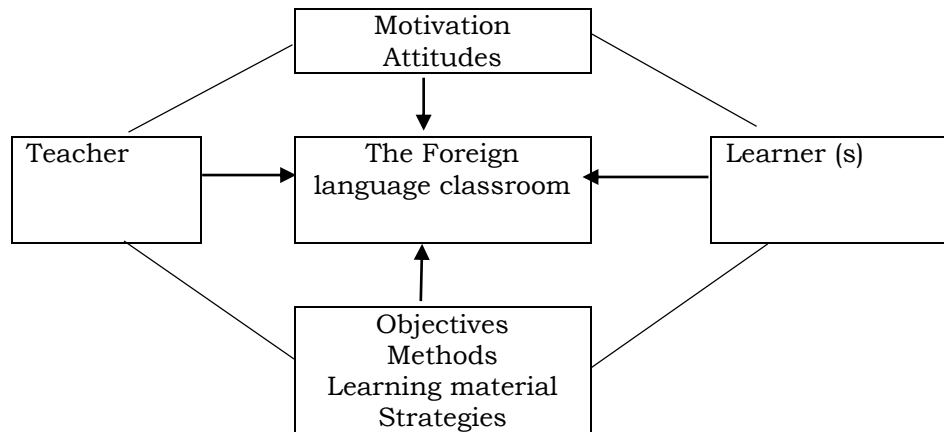 Motivation
Attitudes
Teacher
The Foreign
language classroom
Learner (s)
Objectives
Methods
Learning material
Strategies